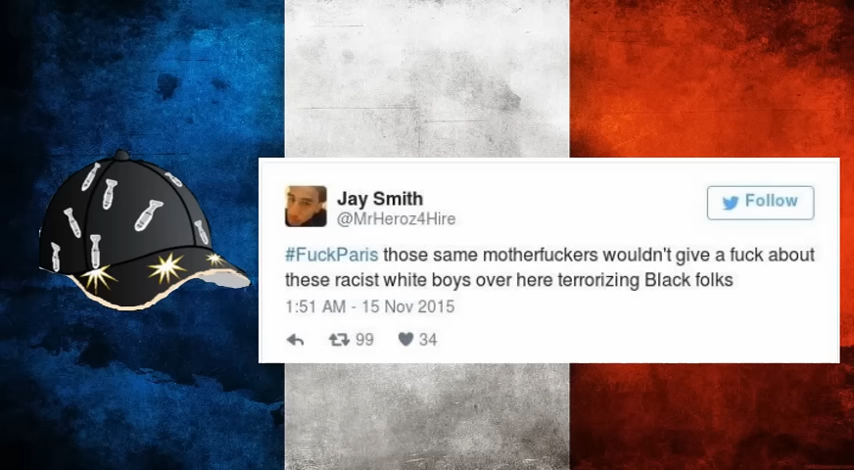 Jay Smith
@MrHeroz4Hire
Follow
#FuckParis those same motherfuckers wouldn't give a fuck about
these racist white boys over here terrorizing Black folks
1:51 AM - 15 Nov 2015
99 34